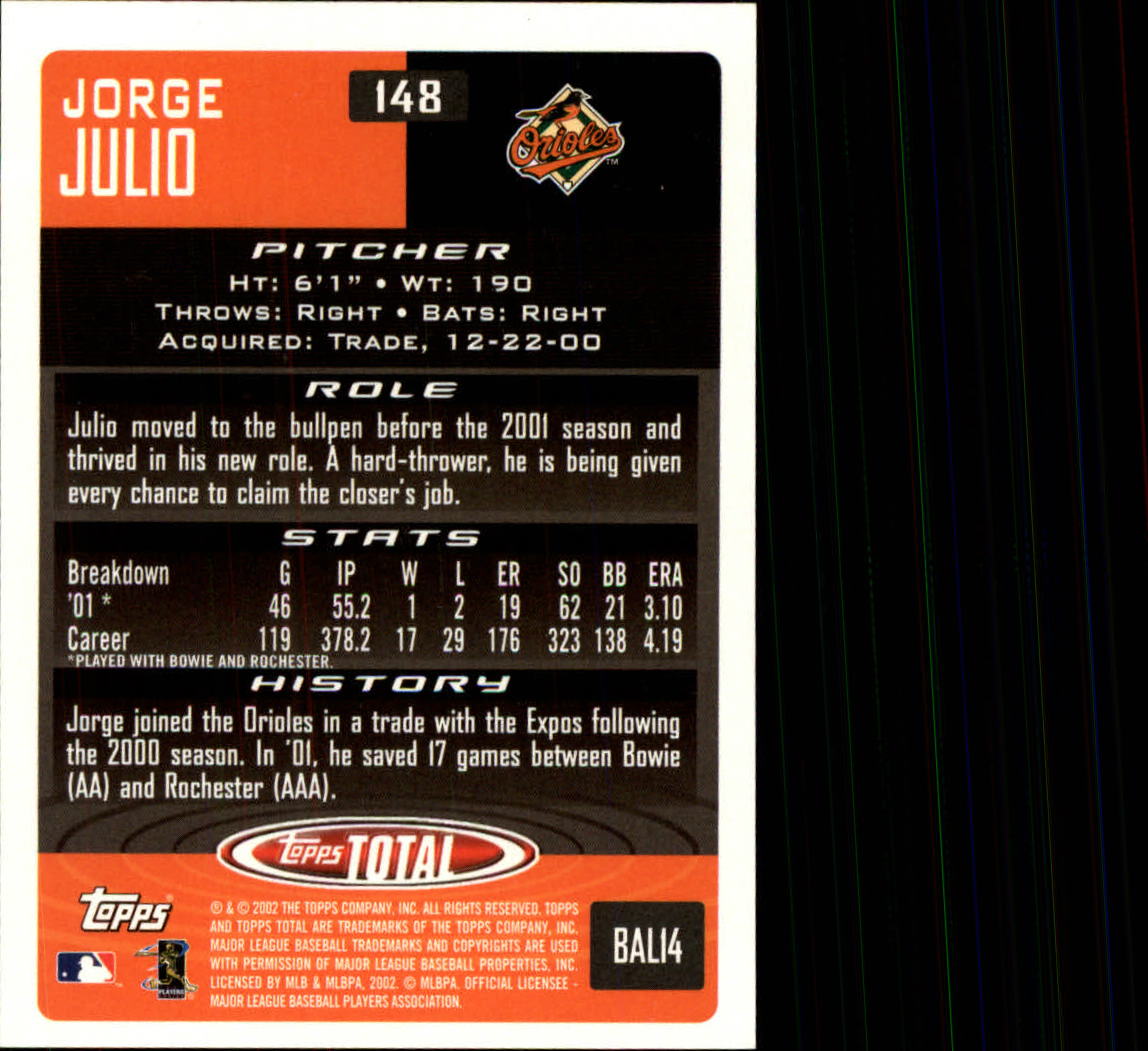 JORGE
JULIO
148
Orioles ™
PITCHER
HT: 6'1" • WT: 190
THROWS: RIGHT • BATS: RIGHT
ACQUIRED: TRADE, 12-22-00
ROLE
Julio moved to the bullpen before the 2001 season and
thrived in his new role. A hard-thrower, he is being given
every chance to claim the closer's job.
STATS
Breakdown G IP W L ER SO BB ERA
'01 * 46 55.2 1 2 19 62 21 3.10
Career 119 378.2 17 29 176 323 138 4.19
*PLAYED WITH BOWIE AND ROCHESTER.
HISTORY
Jorge joined the Orioles in a trade with the Expos following
the 2000 season. In '01, he saved 17 games between Bowie
(AA) and Rochester (AAA).
Topps TOTAL
Topps
® & © 2002 THE TOPPS COMPANY, INC. ALL RIGHTS RESERVED. TOPPS
AND TOPPS TOTAL ARE TRADEMARKS OF THE TOPPS COMPANY, INC.
MAJOR LEAGUE BASEBALL TRADEMARKS AND COPYRIGHTS ARE USED
WITH PERMISSION OF MAJOR LEAGUE BASEBALL PROPERTIES, INC.
LICENSED BY MLB & MLBPA, 2002. © MLBPA. OFFICIAL LICENSEE -
MAJOR LEAGUE BASEBALL PLAYERS ASSOCIATION.
PLAYERS
BAL14